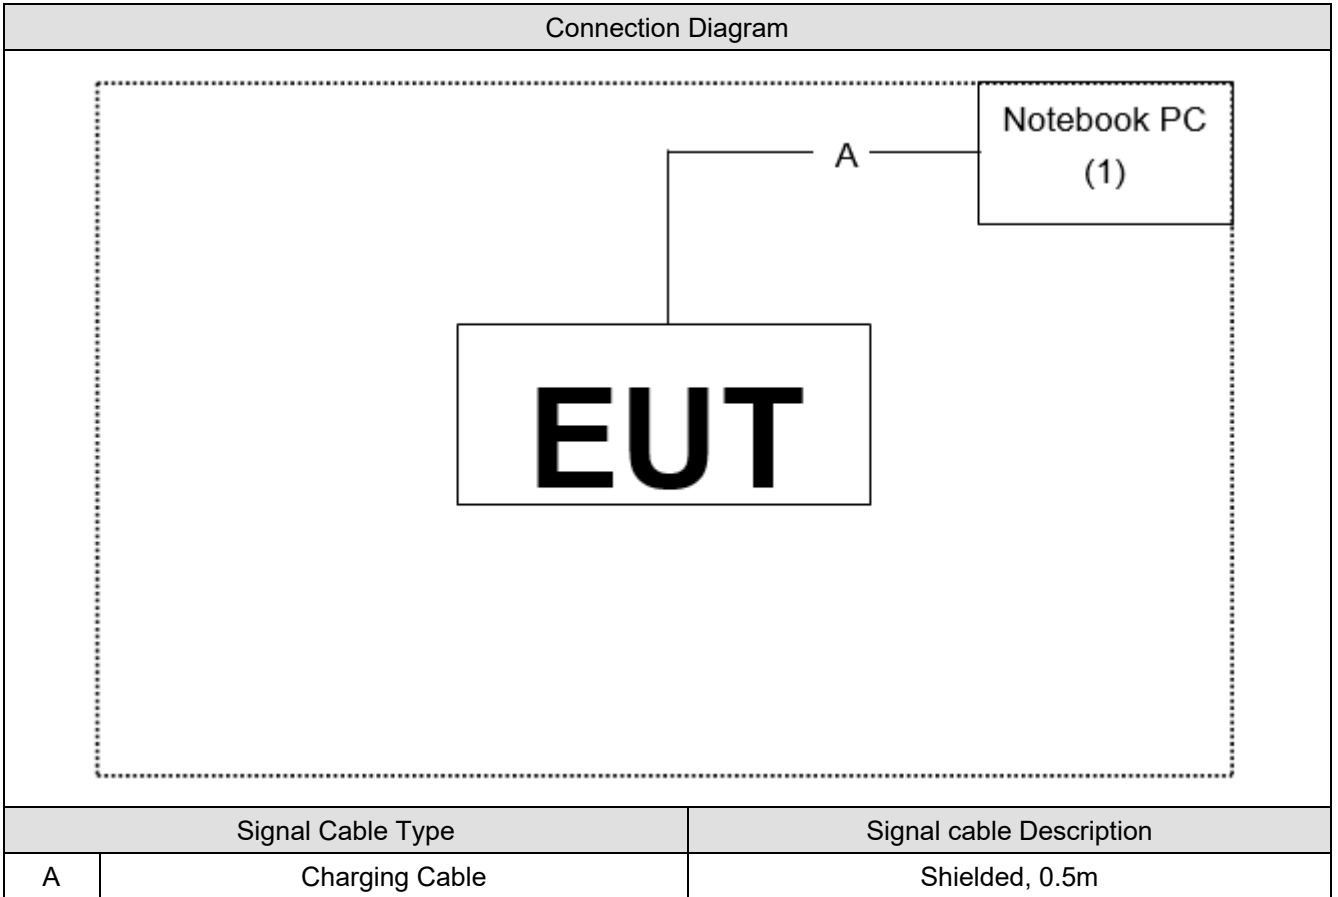 Connection Diagram
Notebook PC
(1)
A
EUT
Signal Cable Type Signal cable Description
A Charging Cable Shielded, 0.5m